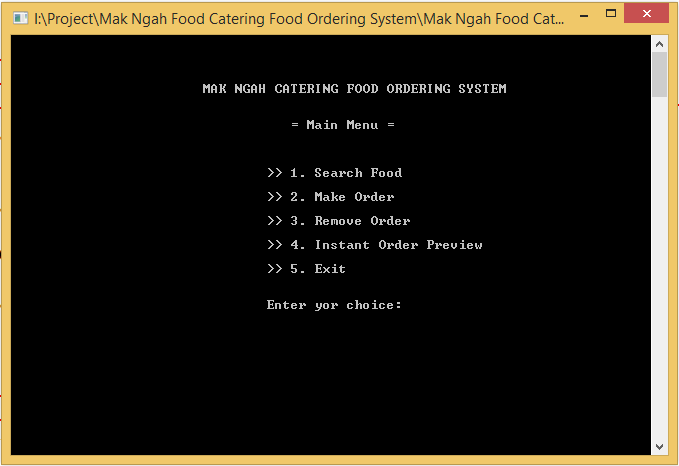 I:\Project\Mak Ngah Food Catering Food Ordering System\Mak Ngah Food Cat...
MAK NGAH CATERING FOOD ORDERING SYSTEM
= Main Menu =
>> 1. Search Food
>> 2. Make Order
>> 3. Remove Order
>> 4. Instant Order Preview
>> 5. Exit
Enter yor choice: